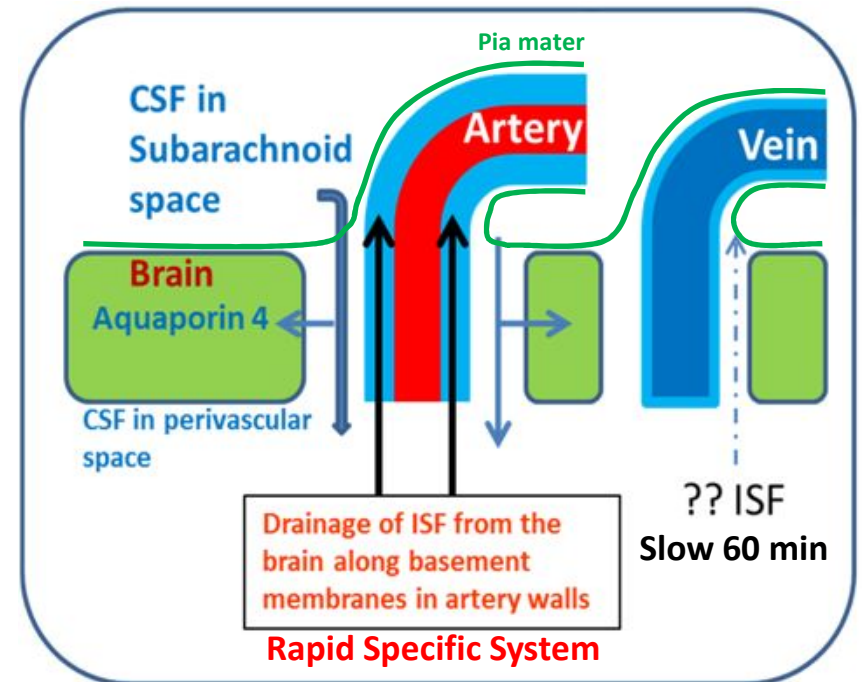 Pia mater
CSF in
Subarachnoid
space
Artery
Vein
Brain
Aquaporin 4
CSF in perivascular
space
?? ISF
Slow 60 min
Drainage of ISF from the
brain along basement
membranes in artery walls
Rapid Specific System